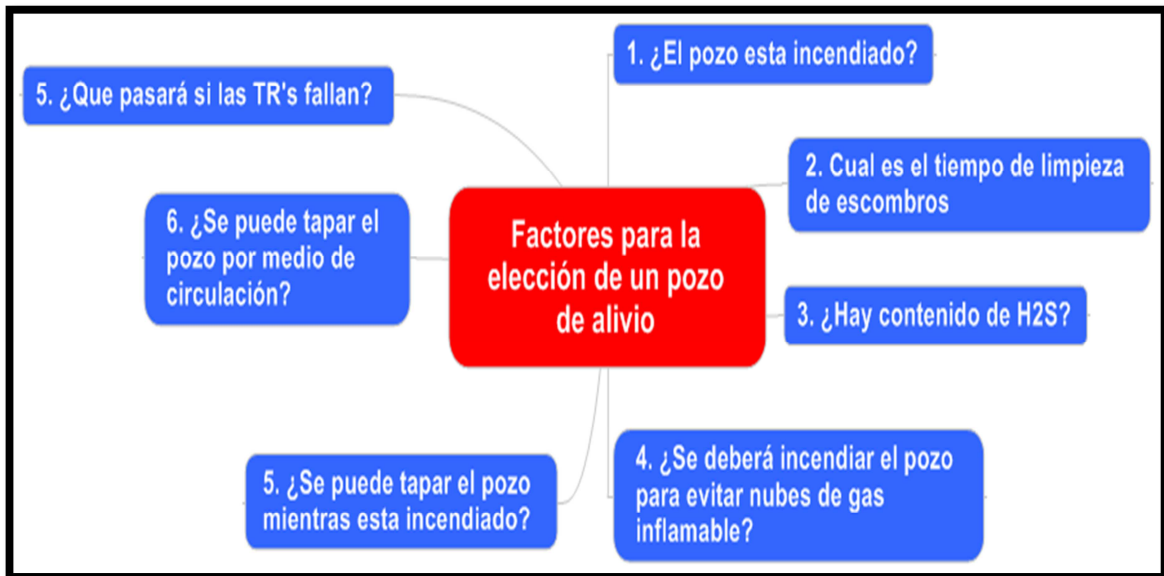 1. ¿El pozo esta incendiado?
5. ¿Que pasará si las TR's fallan?
2. Cual es el tiempo de limpieza
de escombros
6. ¿Se puede tapar el
pozo por medio de
circulación?
Factores para la
elección de un pozo
de alivio
3. ¿Hay contenido de H2S?
5. ¿Se puede tapar el pozo
mientras esta incendiado?
4. ¿Se deberá incendiar el pozo
para evitar nubes de gas
inflamable?